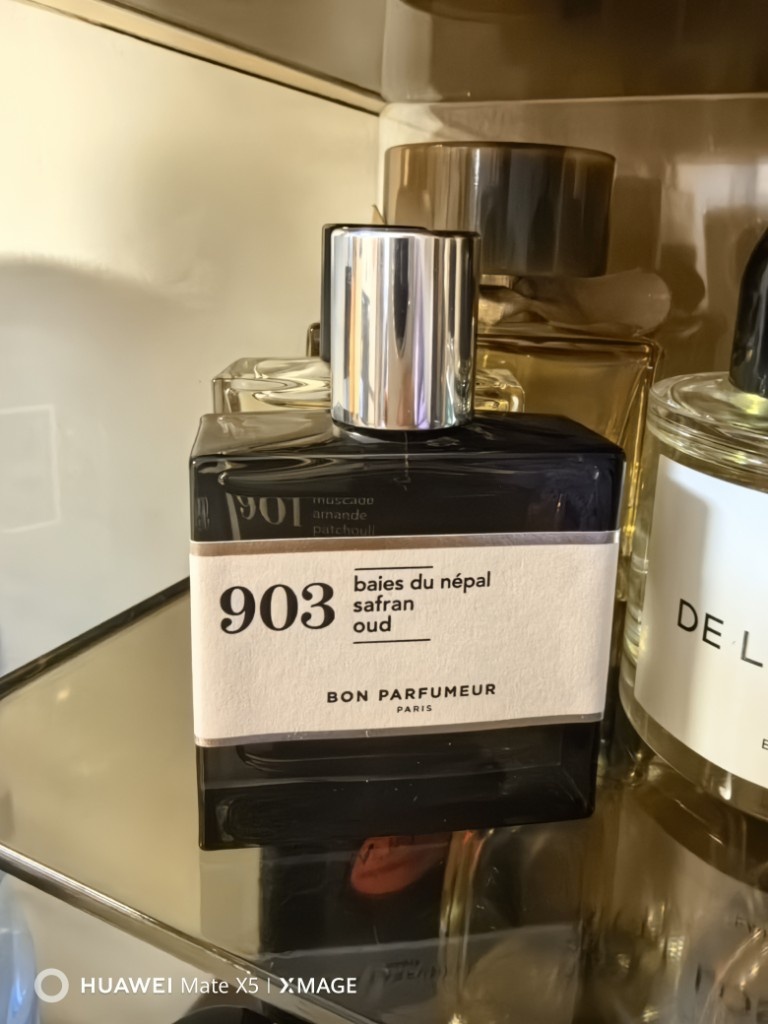 901
muscade
amande
patchouli
903
baies du népal
safran
oud
BON PARFUMEUR
PARIS
DE L
HUAWEI Mate X5 | XMAGE